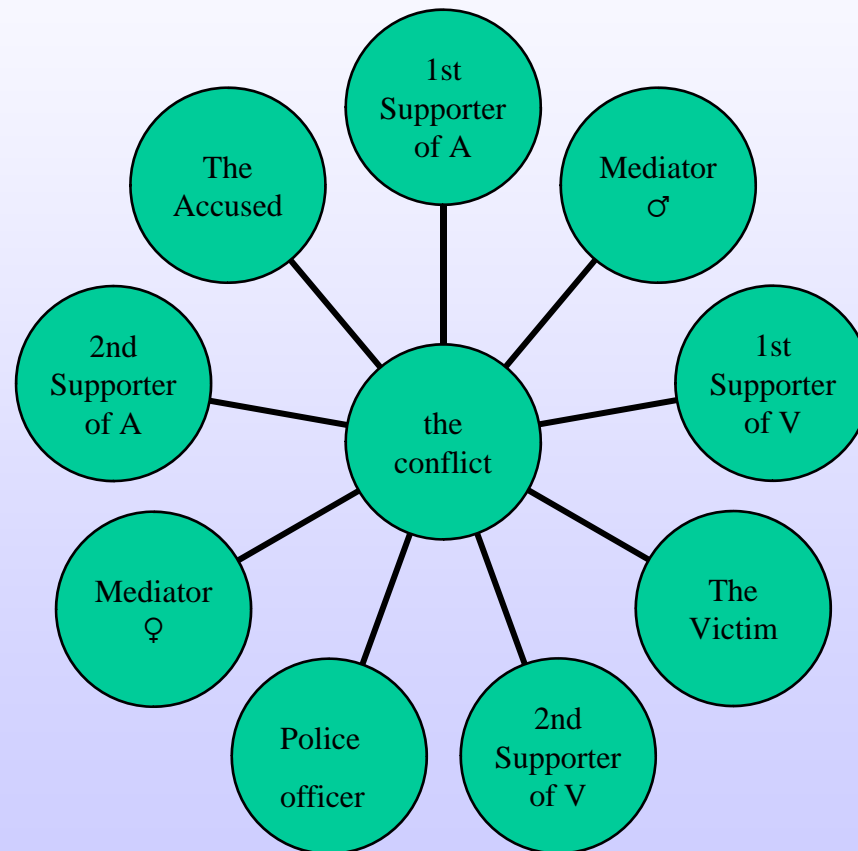 1st
Supporter
of A
Mediator
♂
1st
Supporter
of V
The
Victim
2nd
Supporter
of V
Police
officer
Mediator
♀
2nd
Supporter
of A
The
Accused
the
conflict